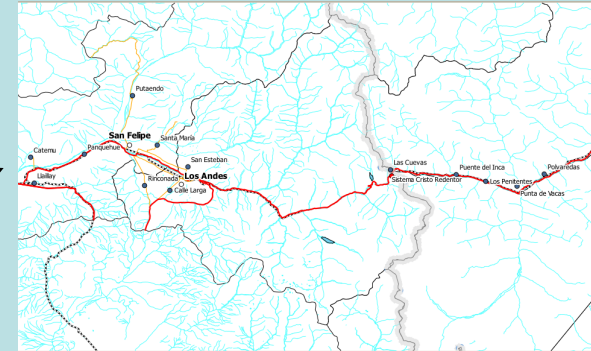 Putaendo
San Felipe
Santa María
Catemu
Panquehue
San Esteban
Las Cuevas
Puente del Inca
Polvaredas
Llaillay
Rinconada
Los Andes
Sistema Cristo Redentor
Los Penitentes
Calle Larga
Punta de Vacas